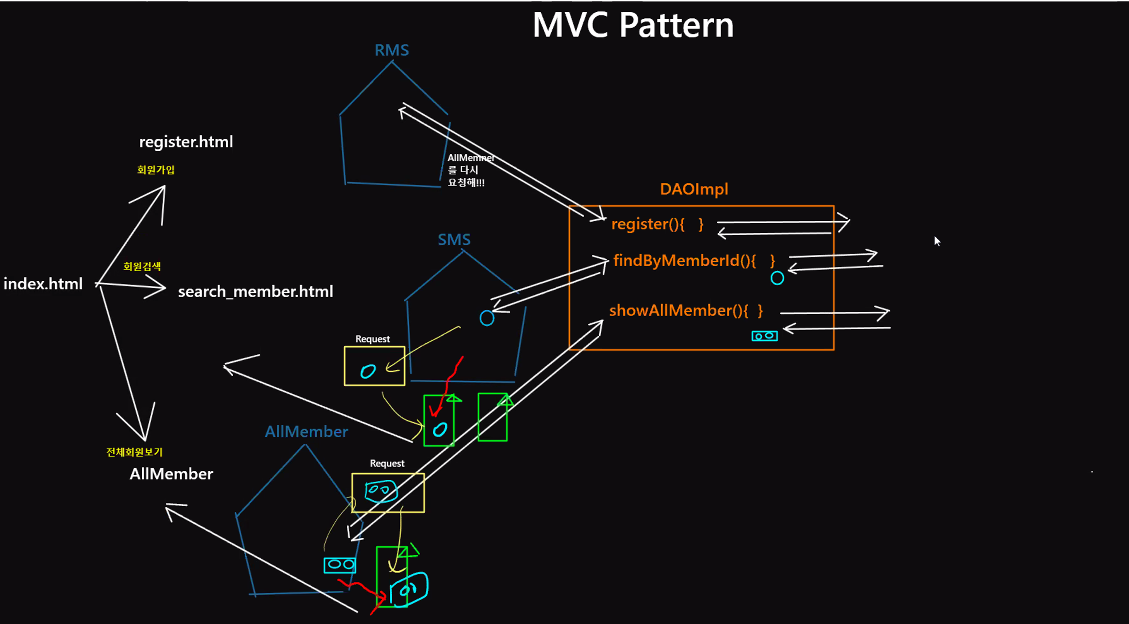 MVC Pattern
RMS
register.html
회원가입
AllMemner
를 다시
요청해!!!
DAOImpl
register(){ }
SMS
findByMemberId(){ }
회원검색
index.html
search_member.html
showAllMember(){ }
Request
AllMember
전체회원보기
AllMember
Request